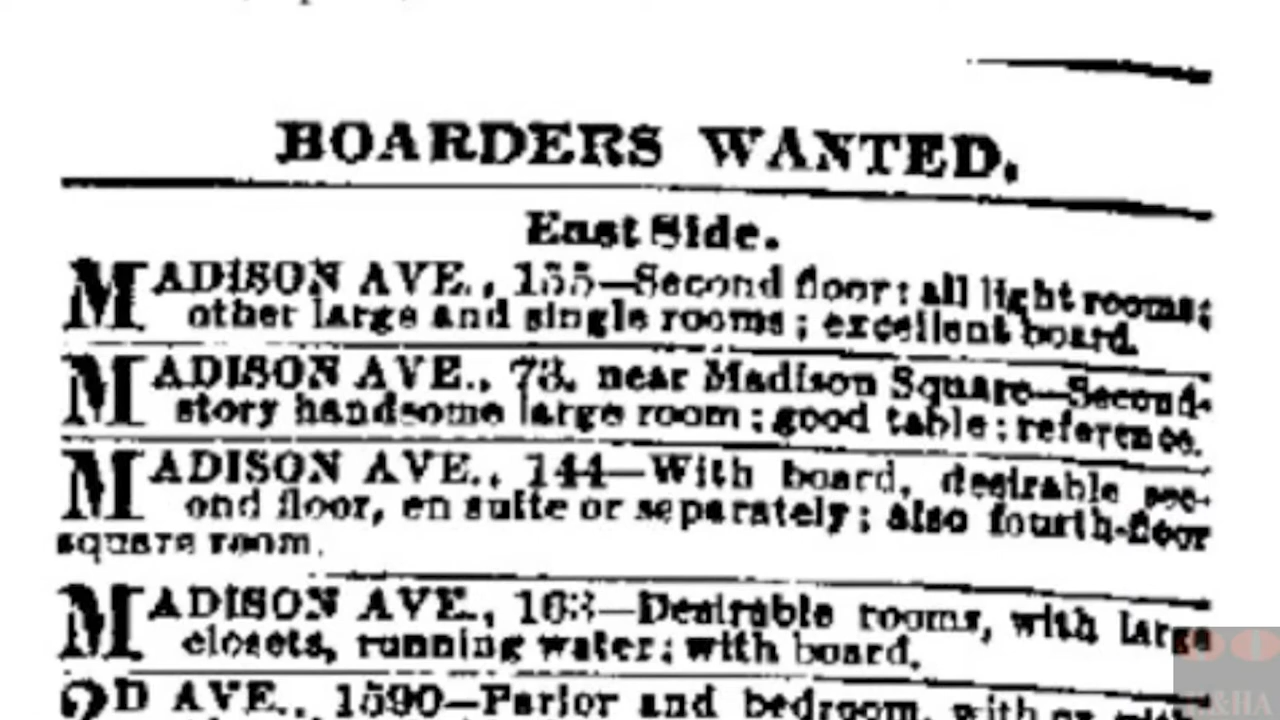 BOARDERS WANTED.
East Side.
MADISON AVE., 155—Second floor; all light rooms;
other large and single rooms; excellent board.
MADISON AVE., 73, near Madison Square—Second-
story handsome large room; good table; reference.
MADISON AVE., 144—With board, desirable sec-
ond floor, en suite or separately; also fourth-floor
square room.
MADISON AVE., 163—Desirable rooms, with large
closets, running water; with board.
2D AVE., 1590—Parlor and bedroom, with or